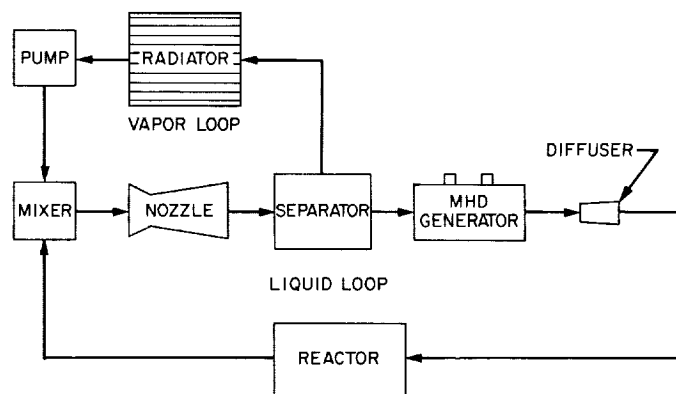 PUMP
RADIATOR
VAPOR LOOP
DIFFUSER
MIXER
NOZZLE
SEPARATOR
MHD
GENERATOR
LIQUID LOOP
REACTOR